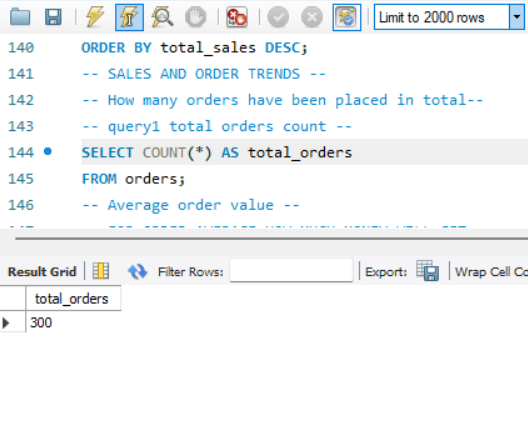 Limit to 2000 rows
140 ORDER BY total_sales DESC;
141 -- SALES AND ORDER TRENDS --
142 -- How many orders have been placed in total--
143 -- query1 total orders count --
144 SELECT COUNT(*) AS total_orders
145 FROM orders;
146 -- Average order value --
Result Grid Filter Rows: Export: Wrap Cell Co
total_orders
300